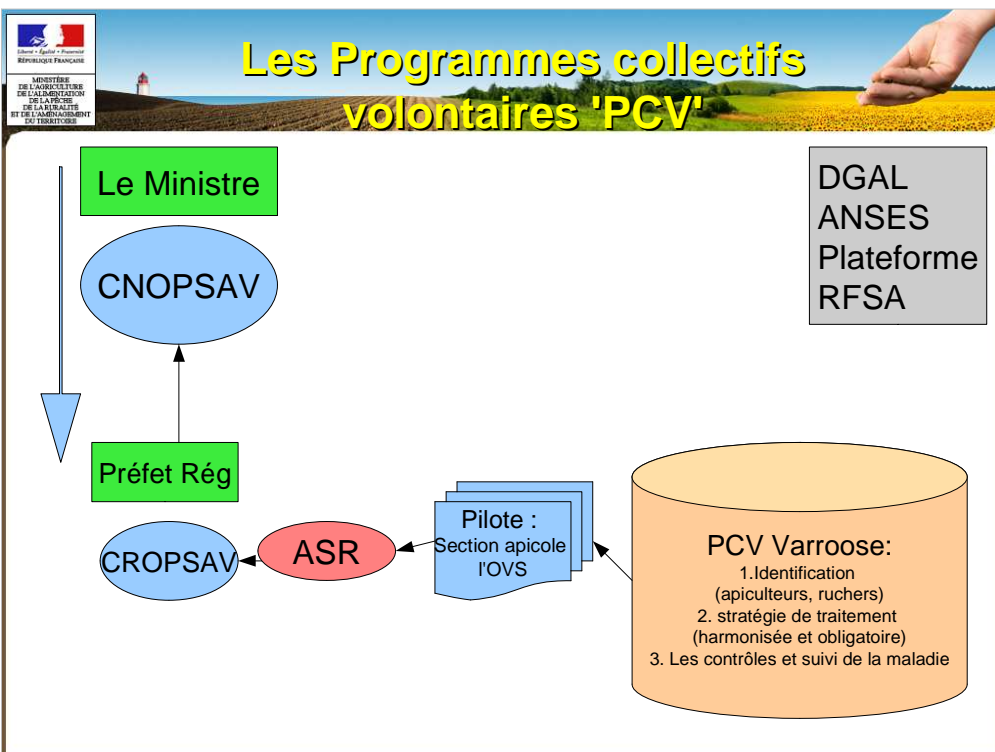 Liberté • Égalité • Fraternité
RÉPUBLIQUE FRANÇAISE
MINISTÈRE
DE L'AGRICULTURE
DE L'ALIMENTATION
DE LA PÊCHE
DE LA RURALITÉ
ET DE L'AMÉNAGEMENT
DU TERRITOIRE
Les Programmes collectifs
volontaires 'PCV'
Le Ministre
DGAL
ANSES
Plateforme
RFSA
CNOPSAV
Préfet Rég
CROPSAV
ASR
Pilote :
Section apicole
l'OVS
PCV Varroose:
1.Identification
(apiculteurs, ruchers)
2. stratégie de traitement
(harmonisée et obligatoire)
3. Les contrôles et suivi de la maladie